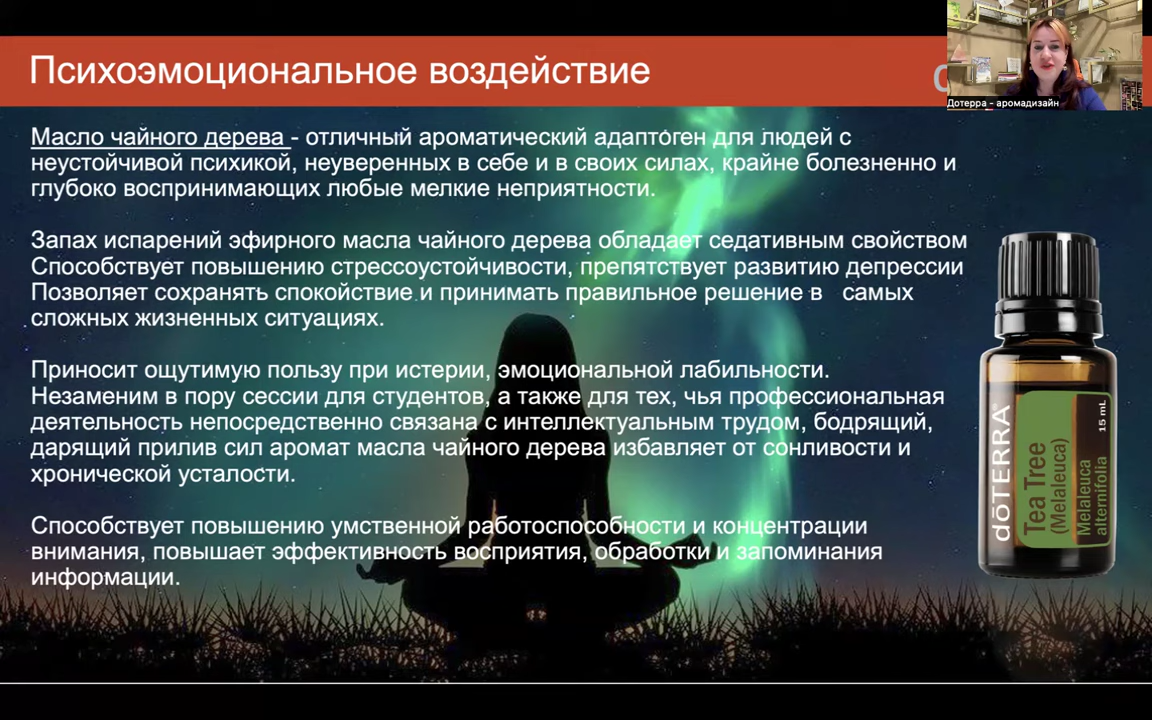 Психоэмоциональное воздействие
Дотерра - аромадизайн
Масло чайного дерева - отличный ароматический адаптоген для людей с
неустойчивой психикой, неуверенных в себе и в своих силах, крайне болезненно и
глубоко воспринимающих любые мелкие неприятности.
Запах испарений эфирного масла чайного дерева обладает седативным свойством
Способствует повышению стрессоустойчивости, препятствует развитию депрессии
Позволяет сохранять спокойствие и принимать правильное решение в самых
сложных жизненных ситуациях.
Приносит ощутимую пользу при истерии, эмоциональной лабильности.
Незаменим в пору сессии для студентов, а также для тех, чья профессиональная
деятельность непосредственно связана с интеллектуальным трудом, бодрящий,
дарящий прилив сил аромат масла чайного дерева избавляет от сонливости и
хронической усталости.
Способствует повышению умственной работоспособности и концентрации
внимания, повышает эффективность восприятия, обработки и запоминания
информации.
dōTERRA®
Tea Tree
(Melaleuca)
Melaleuca
alternifolia
15 mL